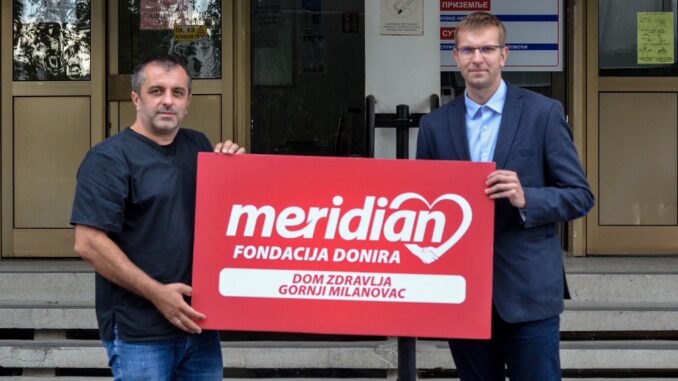 ПРИЗЕМЉЕ
meridian
FONDACIJA DONIRA
DOM ZDRAVLJA
GORNJI MILANOVAC